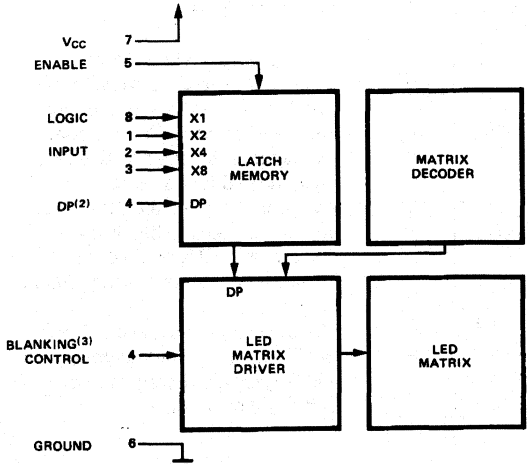 VCC 7
ENABLE 5
LOGIC 8 X1
1 X2
INPUT 2 X4
3 X8
DP(2) 4 DP
LATCH
MEMORY
MATRIX
DECODER
DP
BLANKING(3)
CONTROL 4
LED
MATRIX
DRIVER
LED
MATRIX
GROUND 6